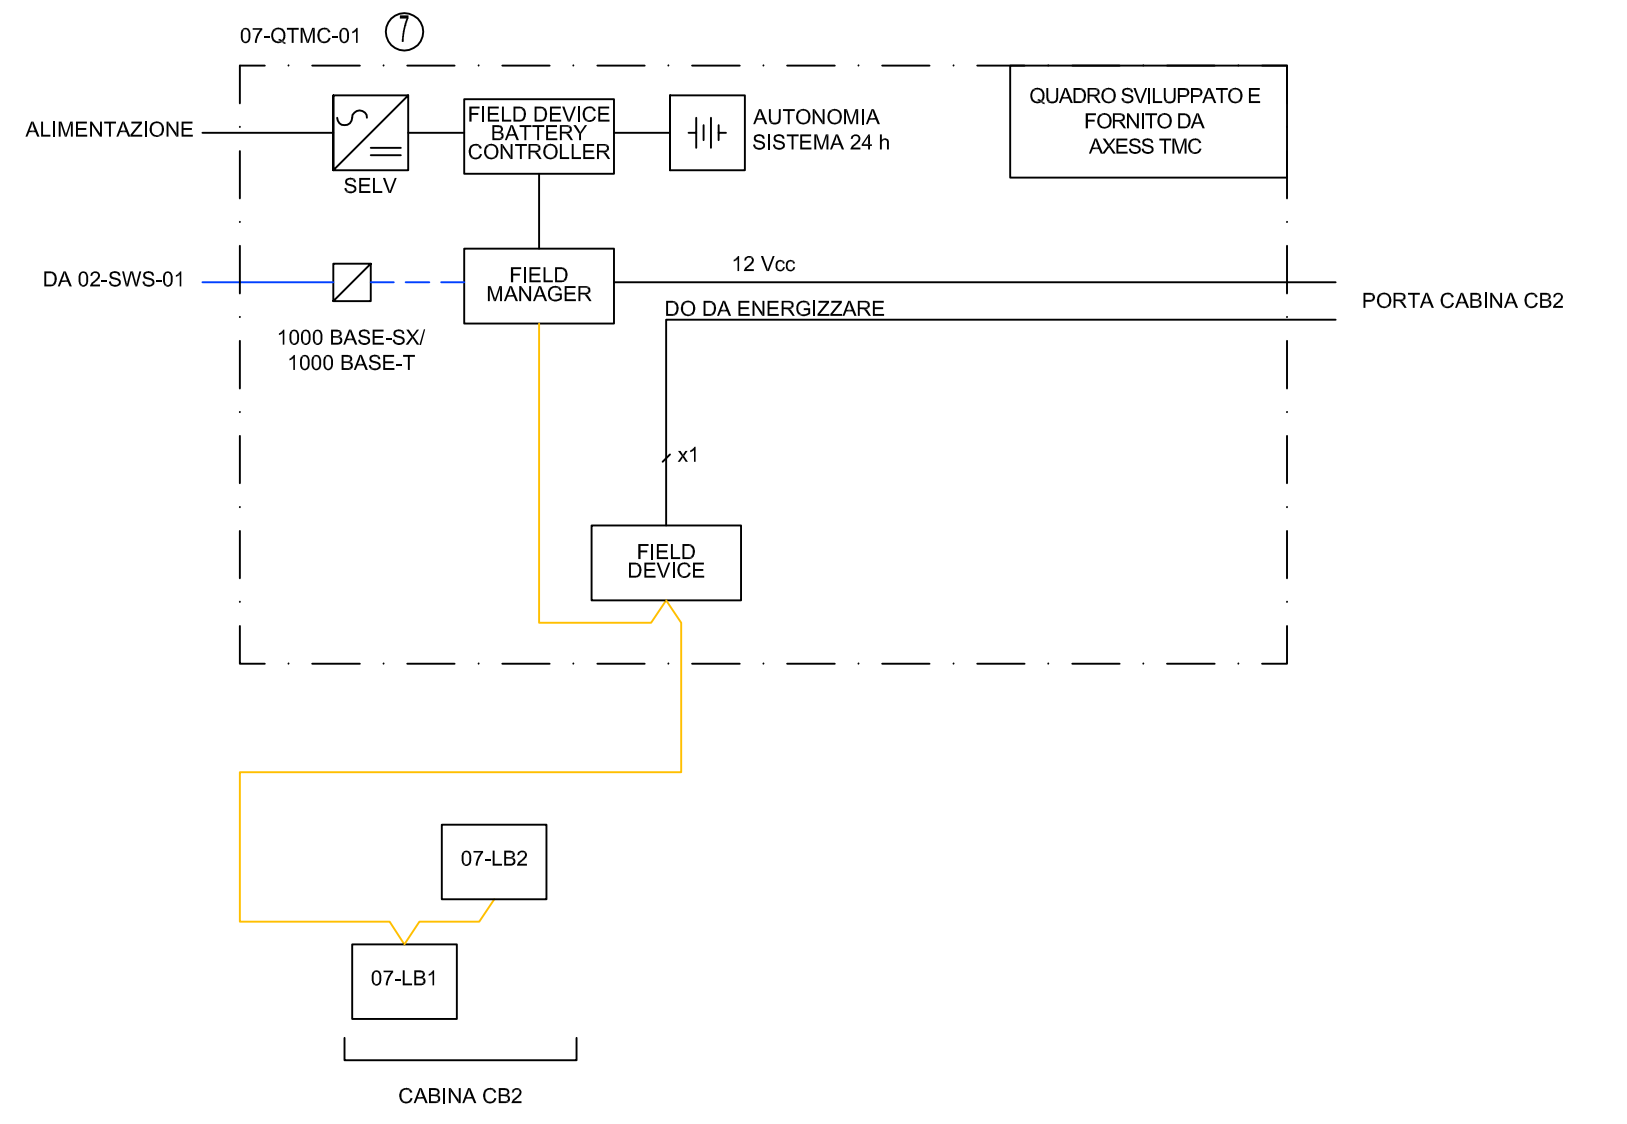 07-QTMC-01
7
ALIMENTAZIONE
SELV
FIELD DEVICE
BATTERY
CONTROLLER
AUTONOMIA
SISTEMA 24 h
QUADRO SVILUPPATO E
FORNITO DA
AXESS TMC
DA 02-SWS-01
1000 BASE-SX/
1000 BASE-T
FIELD
MANAGER
12 Vcc
DO DA ENERGIZZARE
PORTA CABINA CB2
x1
FIELD
DEVICE
07-LB2
07-LB1
CABINA CB2